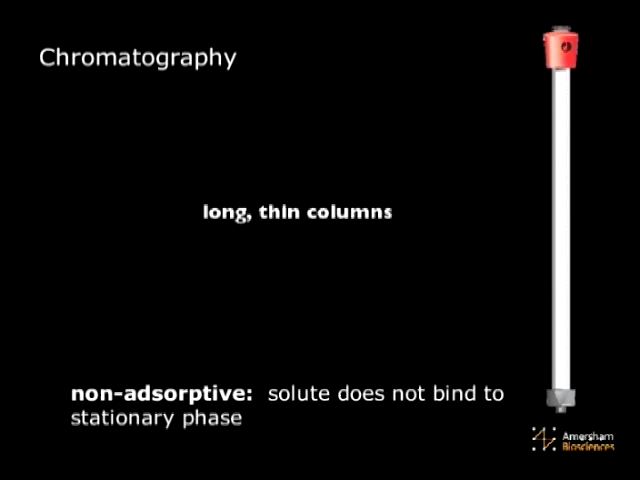 Chromatography
long, thin columns
non-adsorptive: solute does not bind to
stationary phase
Amersham
Biosciences